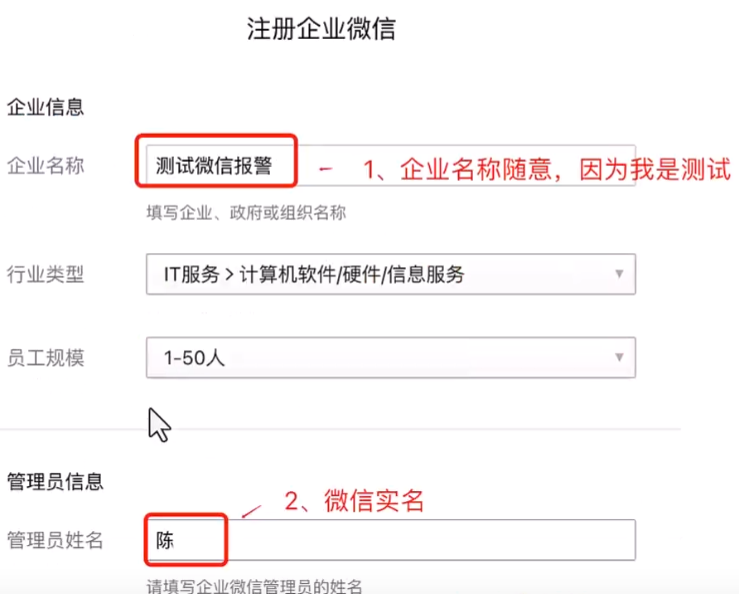 注册企业微信
企业信息
企业名称 测试微信报警 1、企业名称随意，因为我是测试
填写企业、政府或组织名称
行业类型 IT服务 > 计算机软件/硬件/信息服务
员工规模 1-50人
管理员信息
2、微信实名
管理员姓名 陈
请填写企业微信管理员的姓名